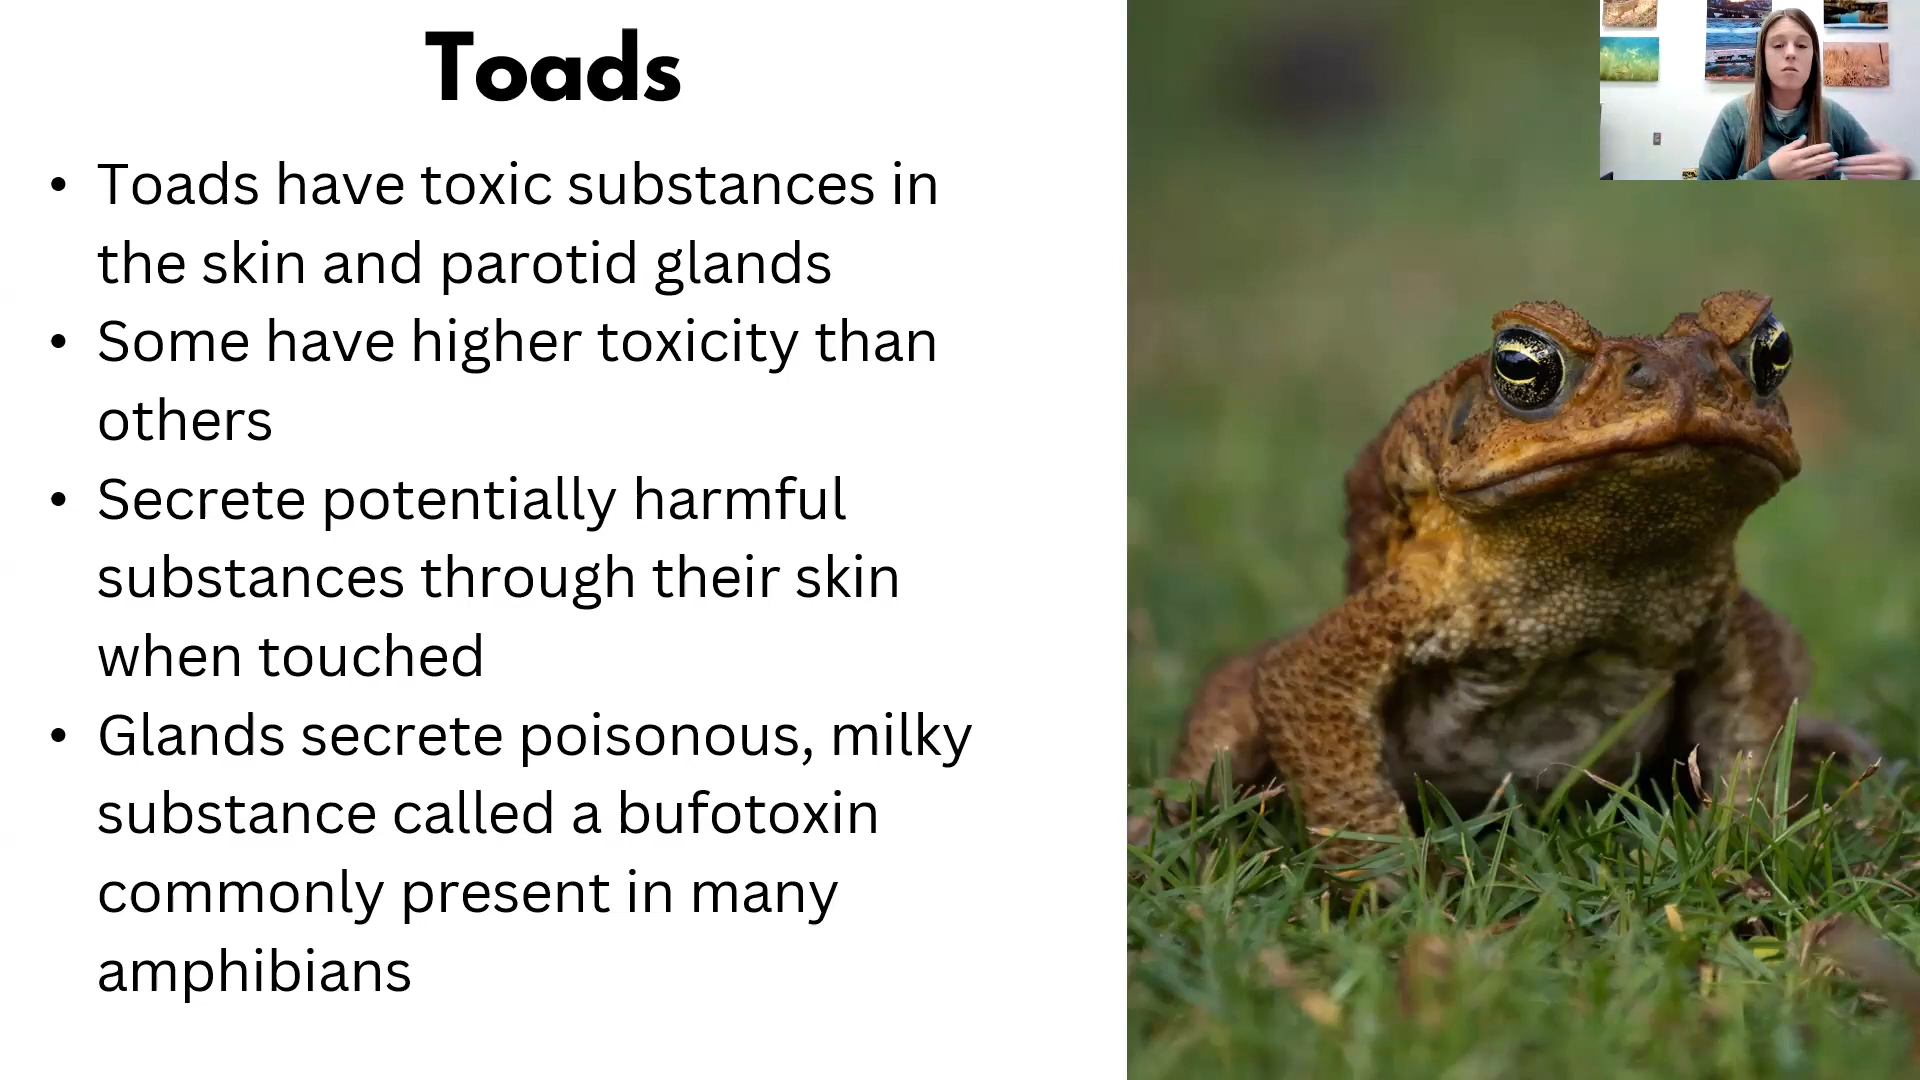 Toads
• Toads have toxic substances in
the skin and parotid glands
• Some have higher toxicity than
others
• Secrete potentially harmful
substances through their skin
when touched
• Glands secrete poisonous, milky
substance called a bufotoxin
commonly present in many
amphibians